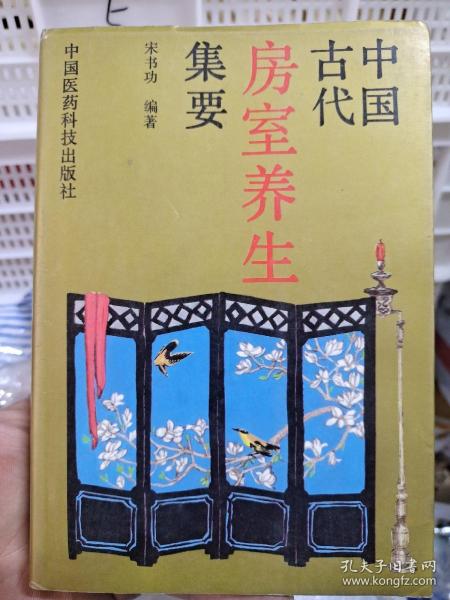 中国
古代
房室养生
集要
宋书功 编著
中国医药科技出版社
孔夫子旧书网
www.kongfz.com